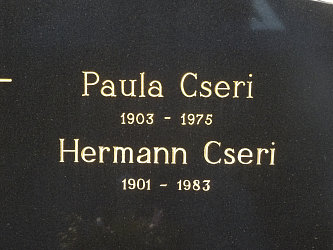 Paula Cseri
1903 - 1975
Hermann Cseri
1901 - 1983